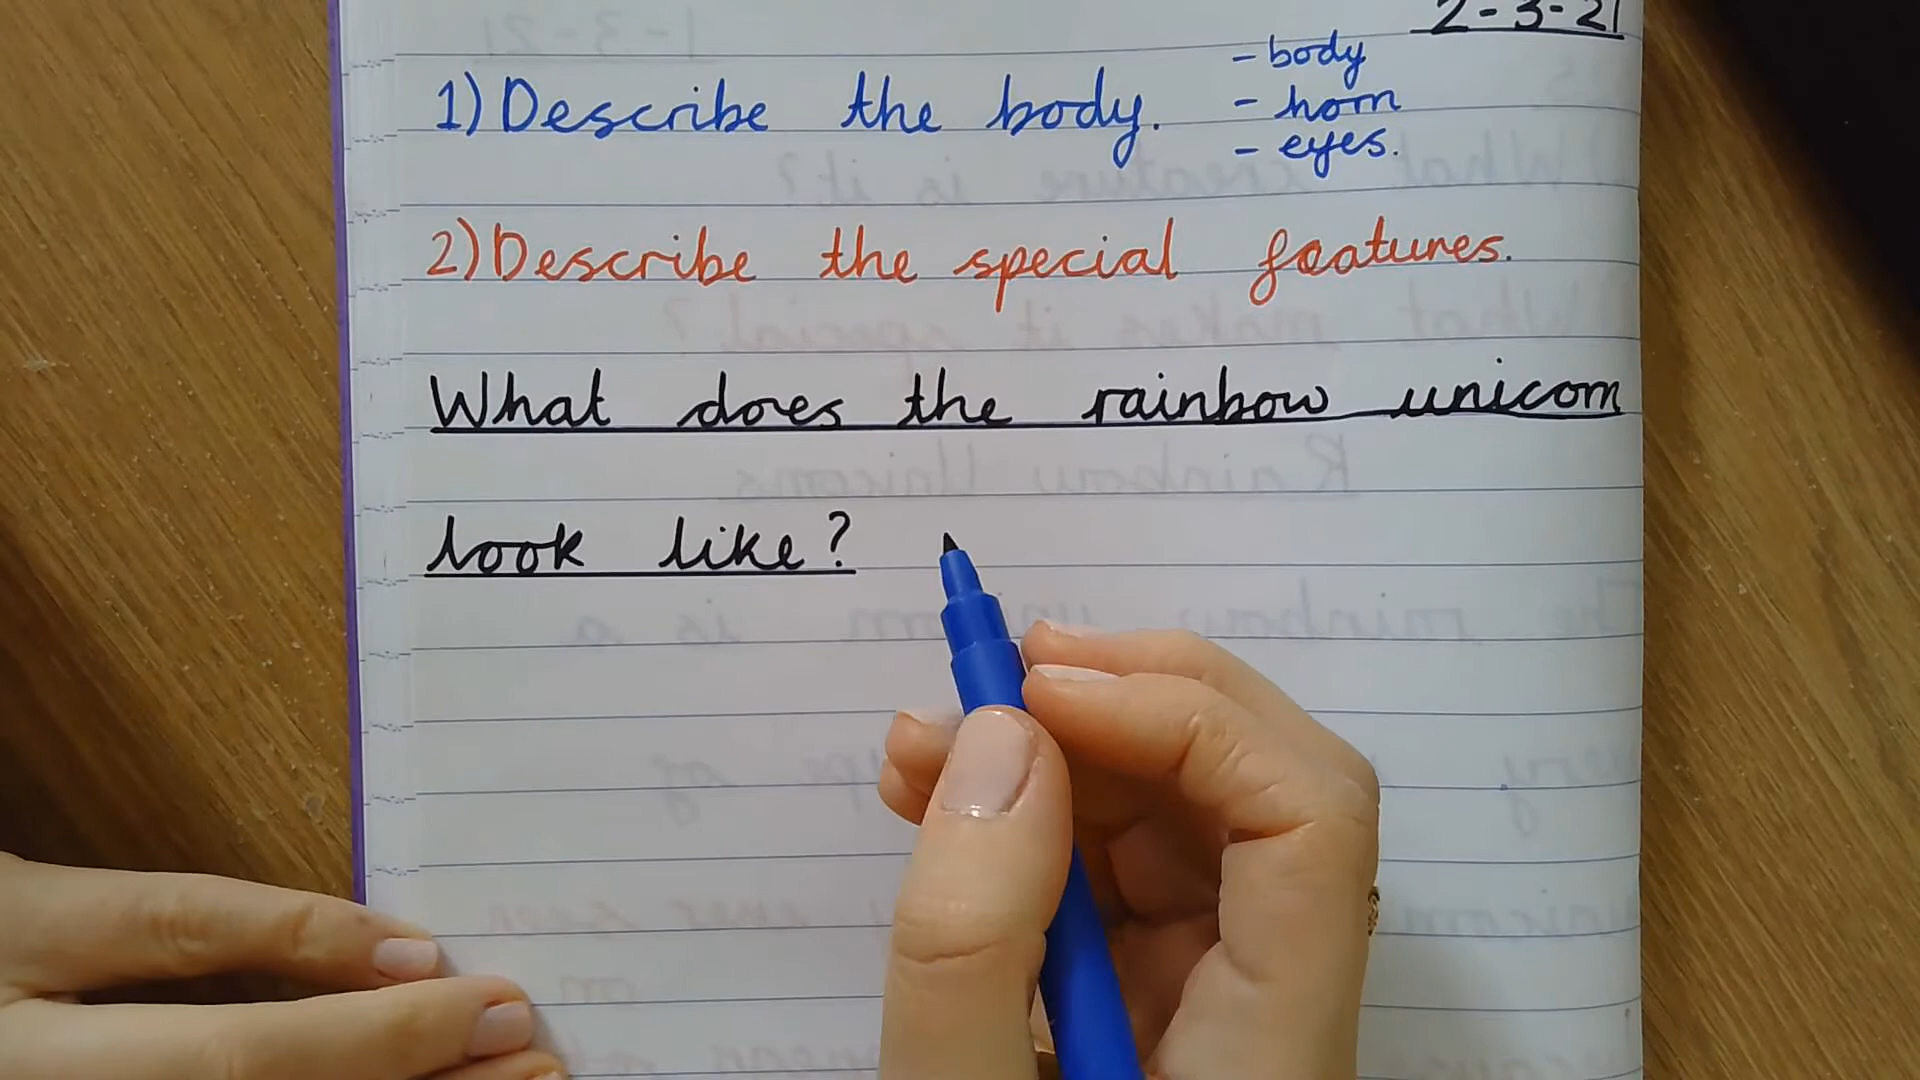 2-3-21
1) Describe the body. - body
- horn
- eyes.
2) Describe the special features.
What does the rainbow unicorn
look like?